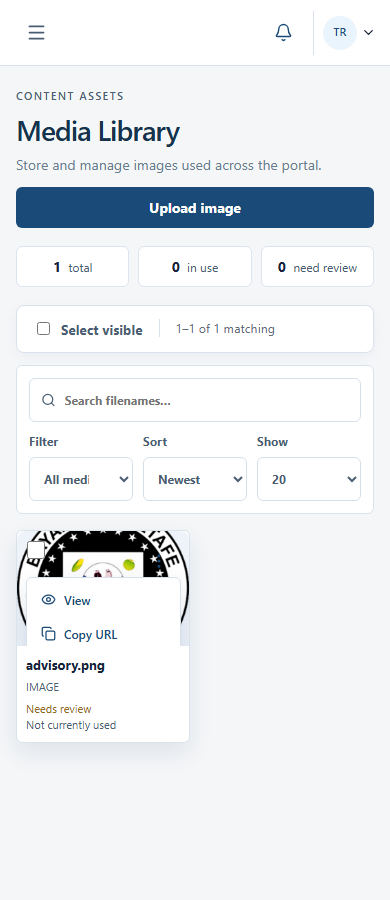 TR
CONTENT ASSETS
Media Library
Store and manage images used across the portal.
Upload image
1 total
0 in use
0 need review
Select visible
1–1 of 1 matching
Search filenames...
Filter
Sort
Show
All medi
Newest
20
View
Copy URL
advisory.png
IMAGE
Needs review
Not currently used